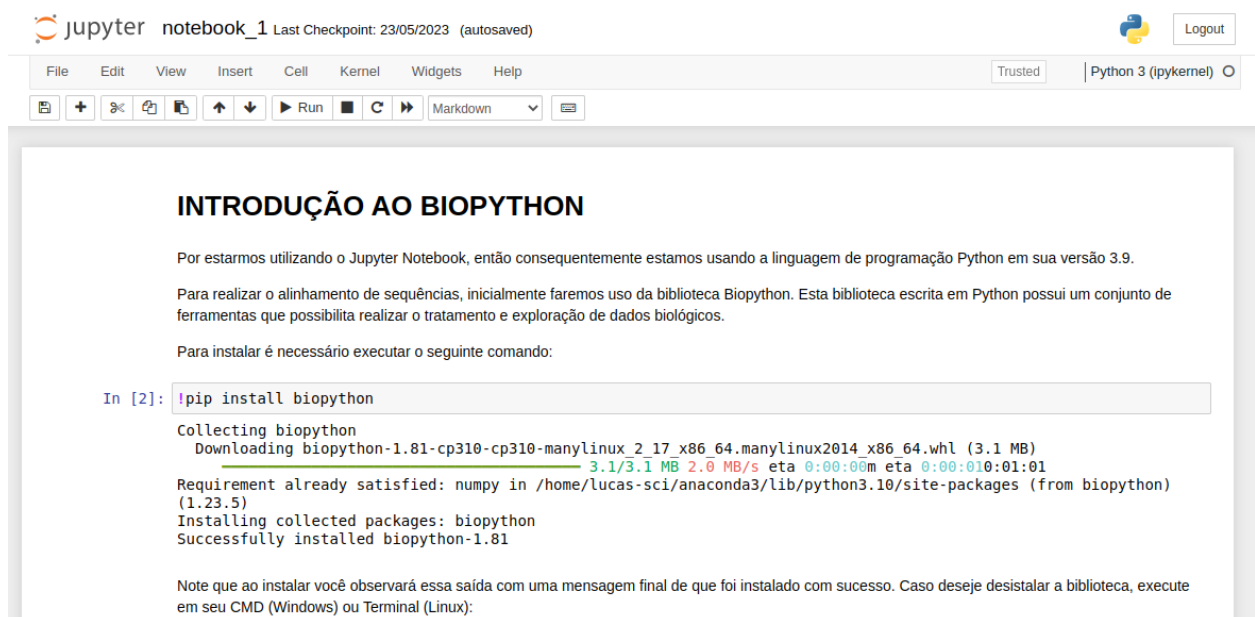 jupyter notebook_1 Last Checkpoint: 23/05/2023 (autosaved) Logout
File Edit View Insert Cell Kernel Widgets Help Trusted Python 3 (ipykernel)
Run Markdown
INTRODUÇÃO AO BIOPYTHON
Por estarmos utilizando o Jupyter Notebook, então consequentemente estamos usando a linguagem de programação Python em sua versão 3.9.
Para realizar o alinhamento de sequências, inicialmente faremos uso da biblioteca Biopython. Esta biblioteca escrita em Python possui um conjunto de
ferramentas que possibilita realizar o tratamento e exploração de dados biológicos.
Para instalar é necessário executar o seguinte comando:
In [2]: !pip install biopython
Collecting biopython
Downloading biopython-1.81-cp310-cp310-manylinux_2_17_x86_64.manylinux2014_x86_64.whl (3.1 MB)
3.1/3.1 MB 2.0 MB/s eta 0:00:00m eta 0:00:010:01:01
Requirement already satisfied: numpy in /home/lucas-sci/anaconda3/lib/python3.10/site-packages (from biopython)
(1.23.5)
Installing collected packages: biopython
Successfully installed biopython-1.81
Note que ao instalar você observará essa saída com uma mensagem final de que foi instalado com sucesso. Caso deseje desistalar a biblioteca, execute
em seu CMD (Windows) ou Terminal (Linux):